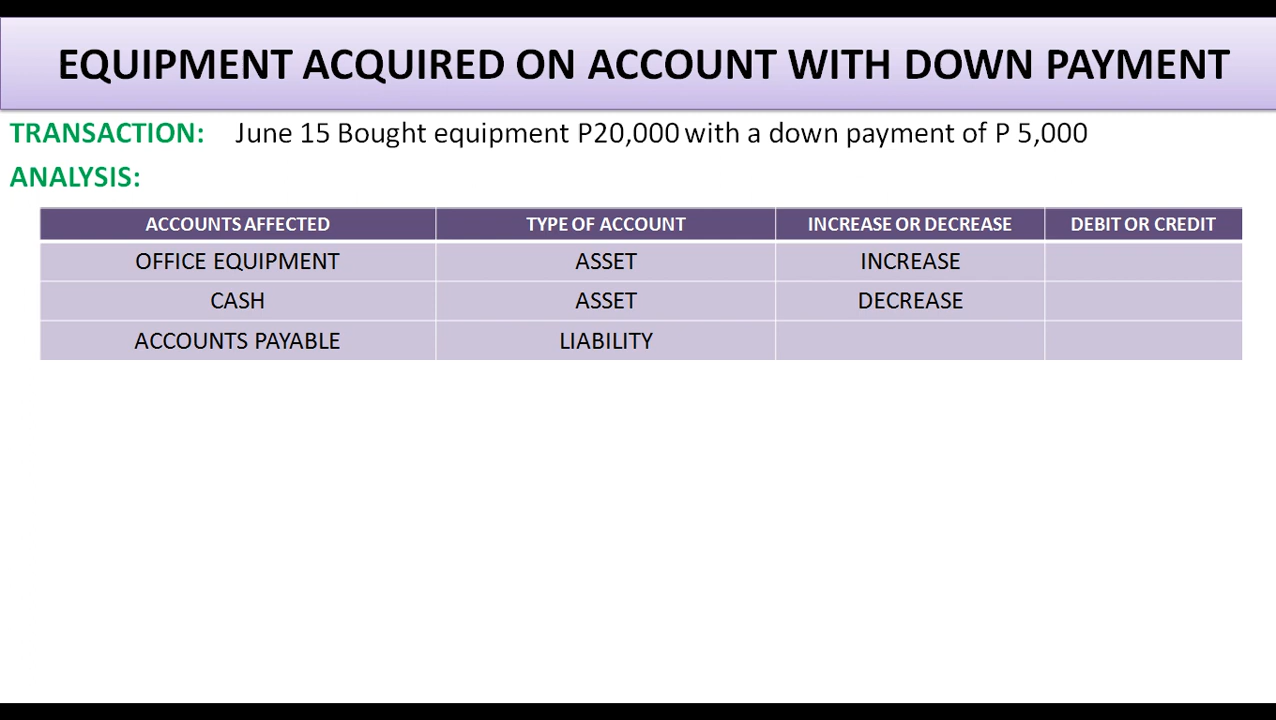 EQUIPMENT ACQUIRED ON ACCOUNT WITH DOWN PAYMENT
TRANSACTION: June 15 Bought equipment P20,000 with a down payment of P 5,000
ANALYSIS:
ACCOUNTS AFFECTED TYPE OF ACCOUNT INCREASE OR DECREASE DEBIT OR CREDIT
OFFICE EQUIPMENT ASSET INCREASE
CASH ASSET DECREASE
ACCOUNTS PAYABLE LIABILITY